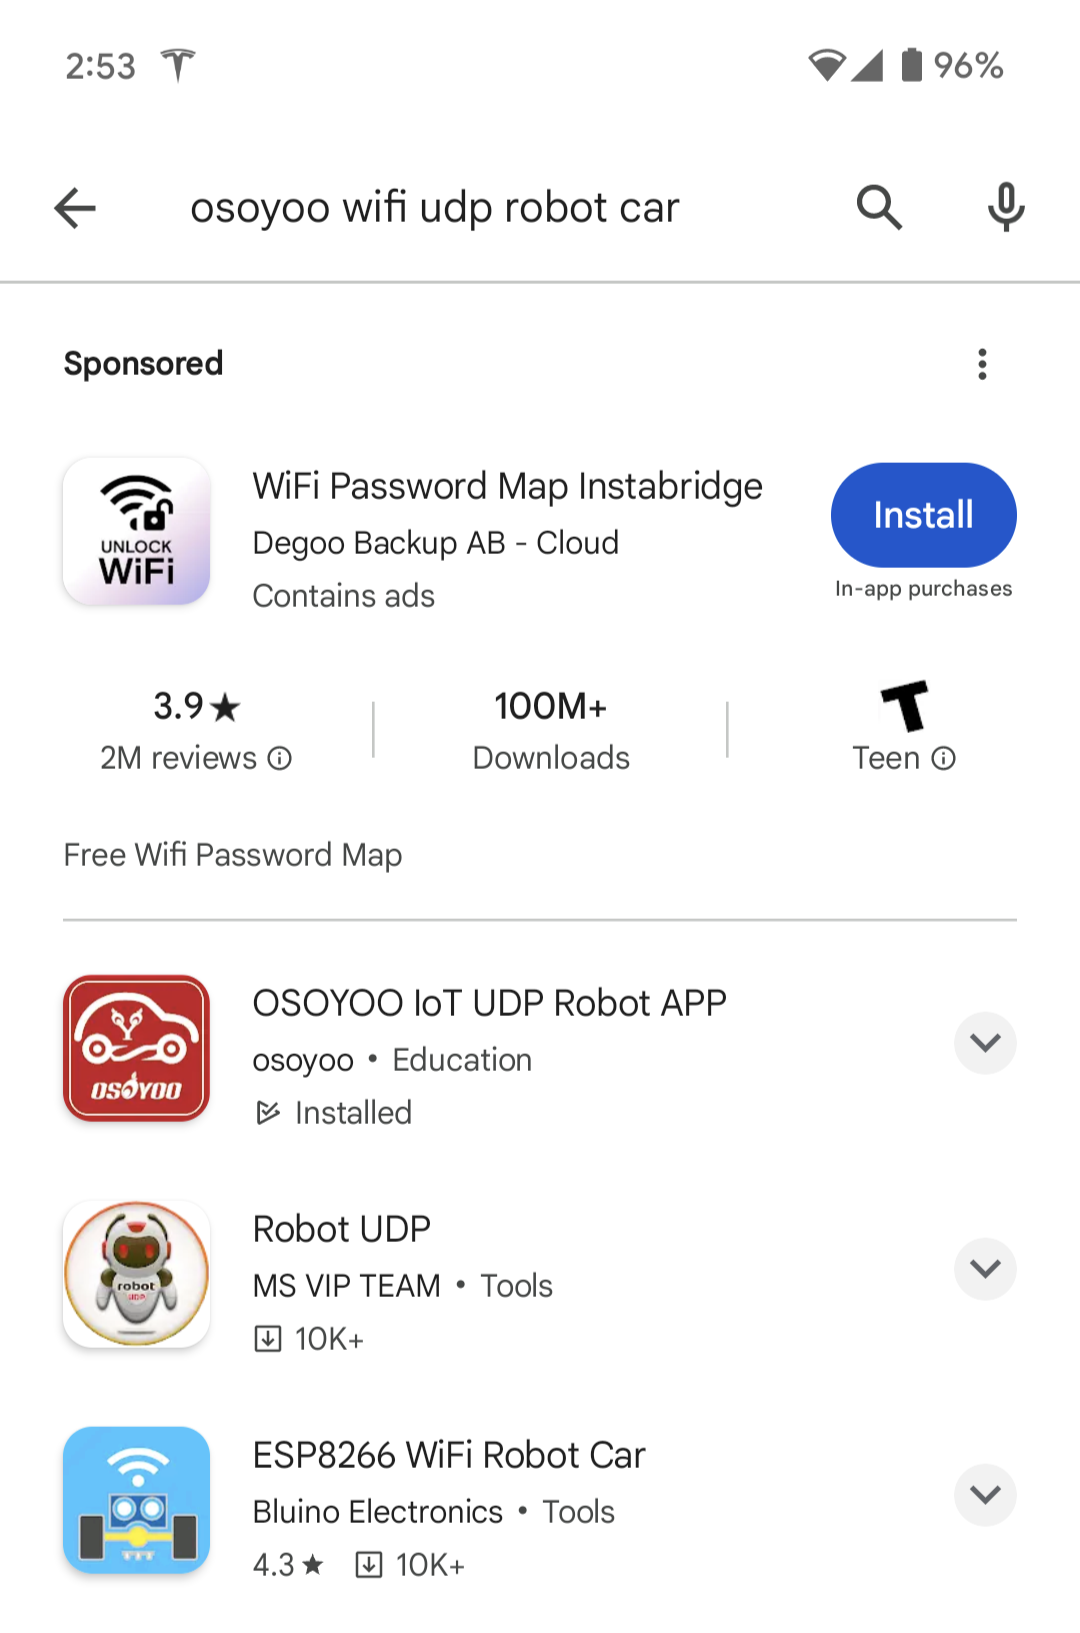 2:53 96%
osoyoo wifi udp robot car
Sponsored
UNLOCK
WiFi
WiFi Password Map Instabridge
Degoo Backup AB - Cloud
Contains ads
Install
In-app purchases
3.9★
2M reviews
100M+
Downloads
T
Teen
Free Wifi Password Map
OSOYOO
OSOYOO IoT UDP Robot APP
osoyoo • Education
Installed
robot
UDP
Robot UDP
MS VIP TEAM • Tools
10K+
ESP8266 WiFi Robot Car
Bluino Electronics • Tools
4.3★ 10K+